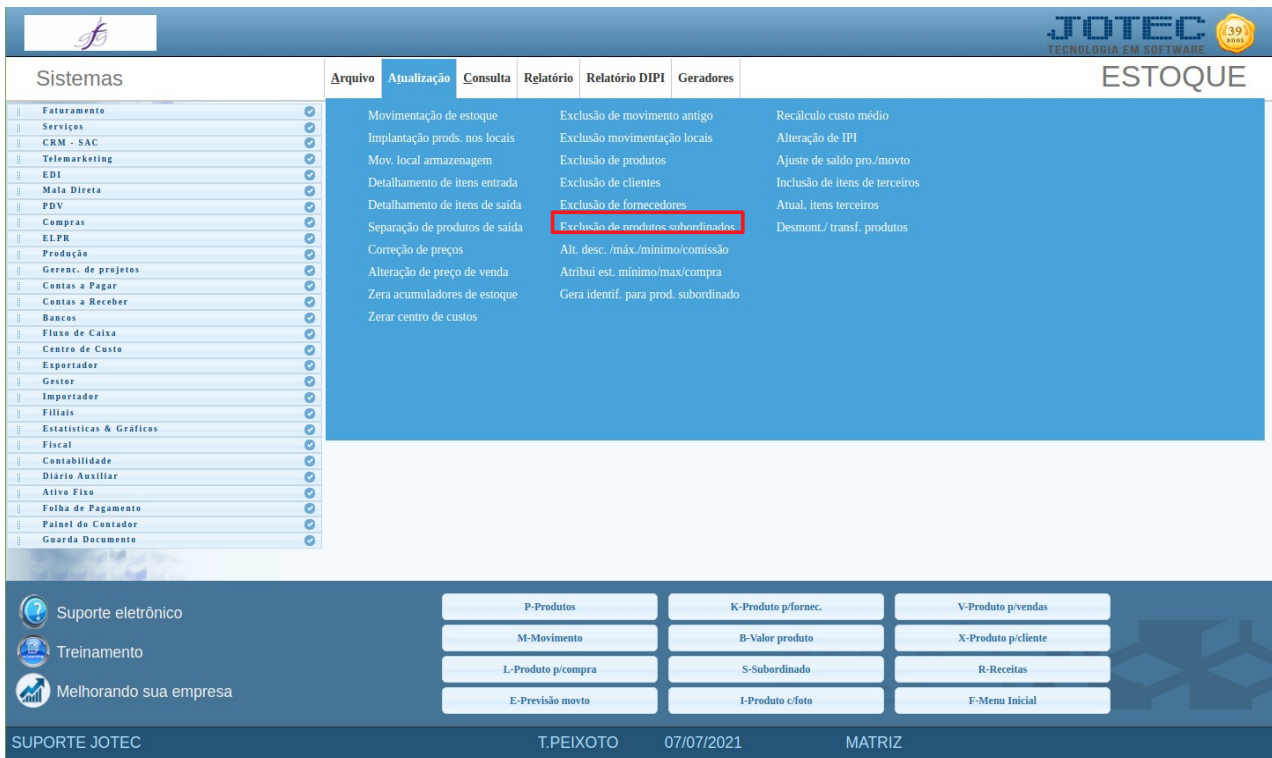 JOTEC
39
anos
TECNOLOGIA EM SOFTWARE
Sistemas
Arquivo Atualização Consulta Relatório Relatório DIPI Geradores
ESTOQUE
Faturamento
Serviços
CRM - SAC
Telemarketing
EDI
Mala Direta
PDV
Compras
ELPR
Produção
Gerenc. de projetos
Contas a Pagar
Contas a Receber
Bancos
Fluxo de Caixa
Centro de Custo
Exportador
Gestor
Importador
Filiais
Estatísticas & Gráficos
Fiscal
Contabilidade
Diário Auxiliar
Ativo Fixo
Folha de Pagamento
Painel do Contador
Guarda Documento
Movimentação de estoque
Implantação prods. nos locais
Mov. local armazenagem
Detalhamento de itens entrada
Detalhamento de itens de saída
Separação de produtos de saída
Correção de preços
Alteração de preço de venda
Zera acumuladores de estoque
Zerar centro de custos
Exclusão de movimento antigo
Exclusão movimentação locais
Exclusão de produtos
Exclusão de clientes
Exclusão de fornecedores
Exclusão de produtos subordinados
Alt. desc. /máx./mínimo/comissão
Atribui est. mínimo/max/compra
Gera identif. para prod. subordinado
Recálculo custo médio
Alteração de IPI
Ajuste de saldo pro./movto
Inclusão de itens de terceiros
Atual. itens terceiros
Desmont./ transf. produtos
Suporte eletrônico
Treinamento
Melhorando sua empresa
P-Produtos K-Produto p/fornec. V-Produto p/vendas
M-Movimento B-Valor produto X-Produto p/cliente
L-Produto p/compra S-Subordinado R-Receitas
E-Previsão movto I-Produto c/foto F-Menu Inicial
SUPORTE JOTEC T.PEIXOTO 07/07/2021 MATRIZ